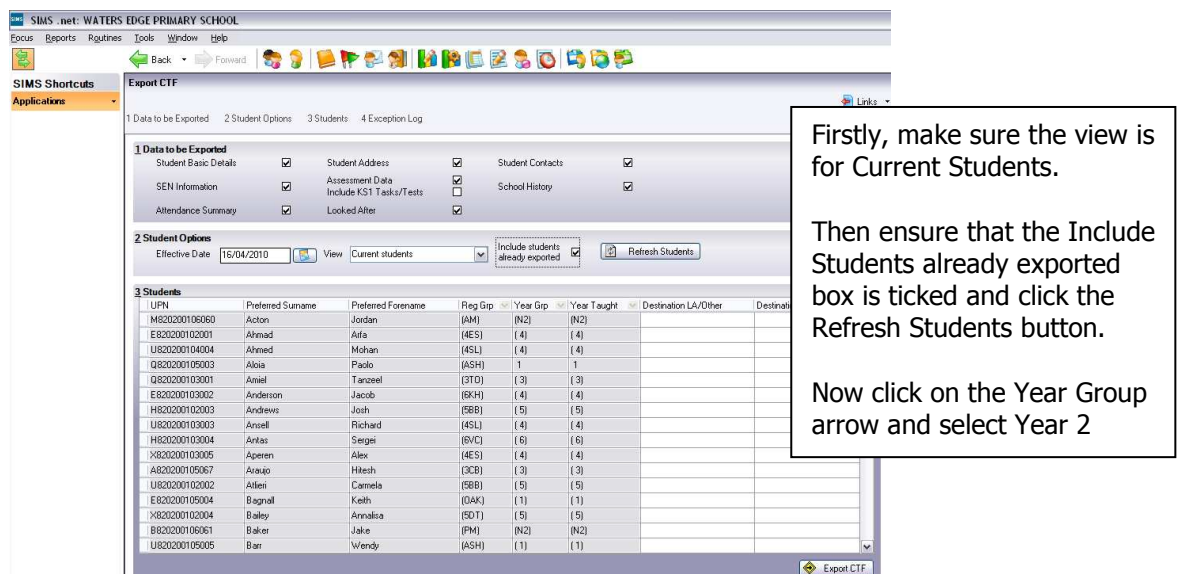 SIMS .net: WATERS EDGE PRIMARY SCHOOL
Focus Reports Routines Tools Window Help
Back Forward
SIMS Shortcuts
Applications
Export CTF
Links
1 Data to be Exported 2 Student Options 3 Students 4 Exception Log
1 Data to be Exported
Student Basic Details Student Address Student Contacts
SEN Information Assessment Data School History
Include KS1 Tasks/Tests
Attendance Summary Looked After
2 Student Options
Effective Date 16/04/2010 View Current students Include students already exported Refresh Students
3 Students
UPN Preferred Surname Preferred Forename Reg Grp Year Grp Year Taught Destination LA/Other Destinati
M820200106060 Acton Jordan (AM) (N2) (N2)
E820200102001 Ahmad Arfa (4ES) ( 4) ( 4)
U820200104004 Ahmed Mohan (4SL) ( 4) ( 4)
Q820200105003 Aloia Paolo (ASH) 1 1
Q820200103001 Amiel Tanzeel (3TO) ( 3) ( 3)
E820200103002 Anderson Jacob (6KH) ( 4) ( 4)
H820200102003 Andrews Josh (5BB) ( 5) ( 5)
U820200103003 Ansell Richard (4SL) ( 4) ( 4)
H820200103004 Antas Sergei (6VC) ( 6) ( 6)
X820200103005 Aperen Alex (4ES) ( 4) ( 4)
A820200105067 Araujo Hitesh (3CB) ( 3) ( 3)
U820200102002 Atlieri Carmela (5BB) ( 5) ( 5)
E820200105004 Bagnall Keith (0AK) ( 1) ( 1)
X820200102004 Bailey Annalisa (5DT) ( 5) ( 5)
B820200106061 Baker Jake (PM) (N2) (N2)
U820200105005 Barr Wendy (ASH) ( 1) ( 1)
Export CTF
Firstly, make sure the view is
for Current Students.
Then ensure that the Include
Students already exported
box is ticked and click the
Refresh Students button.
Now click on the Year Group
arrow and select Year 2